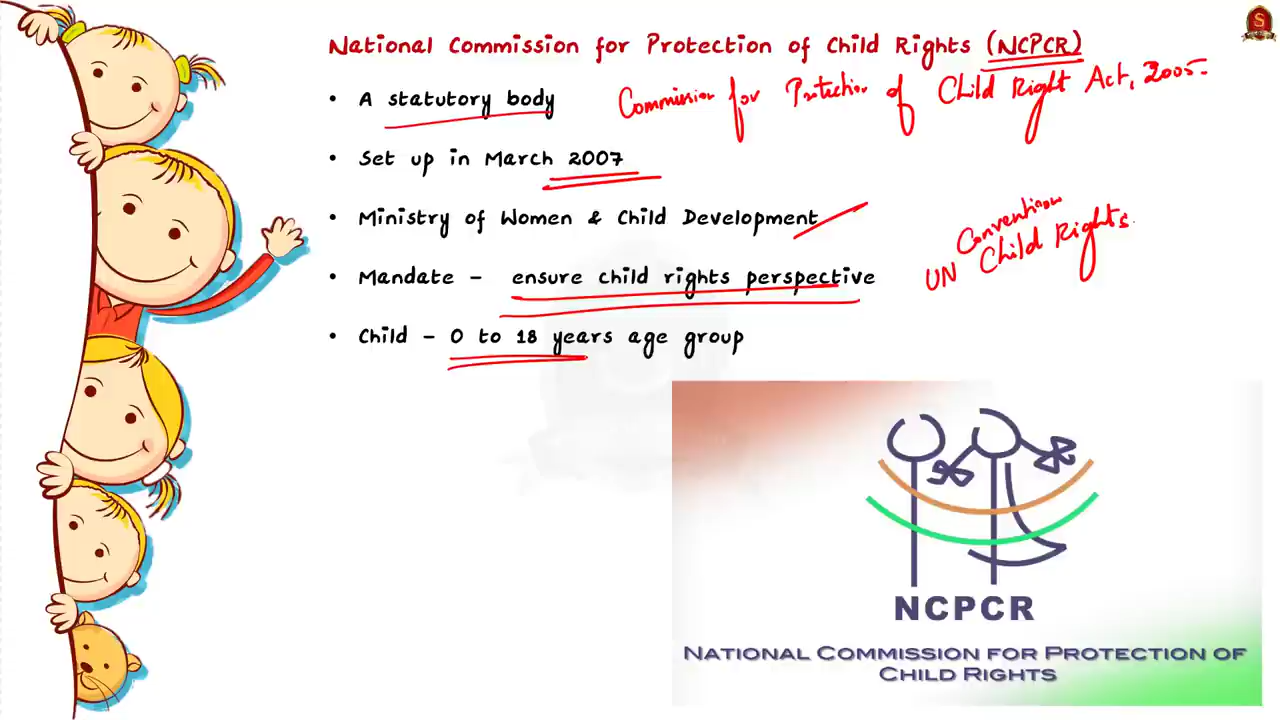 National Commission for Protection of Child Rights (NCPCR)
• A statutory body
Commission for Protection of Child Right Act, 2005.
• Set up in March 2007
• Ministry of Women & Child Development
• Mandate - ensure child rights perspective
UN Convention
Child Rights.
• Child - 0 to 18 years age group
NCPCR
National Commission for Protection of
Child Rights
S